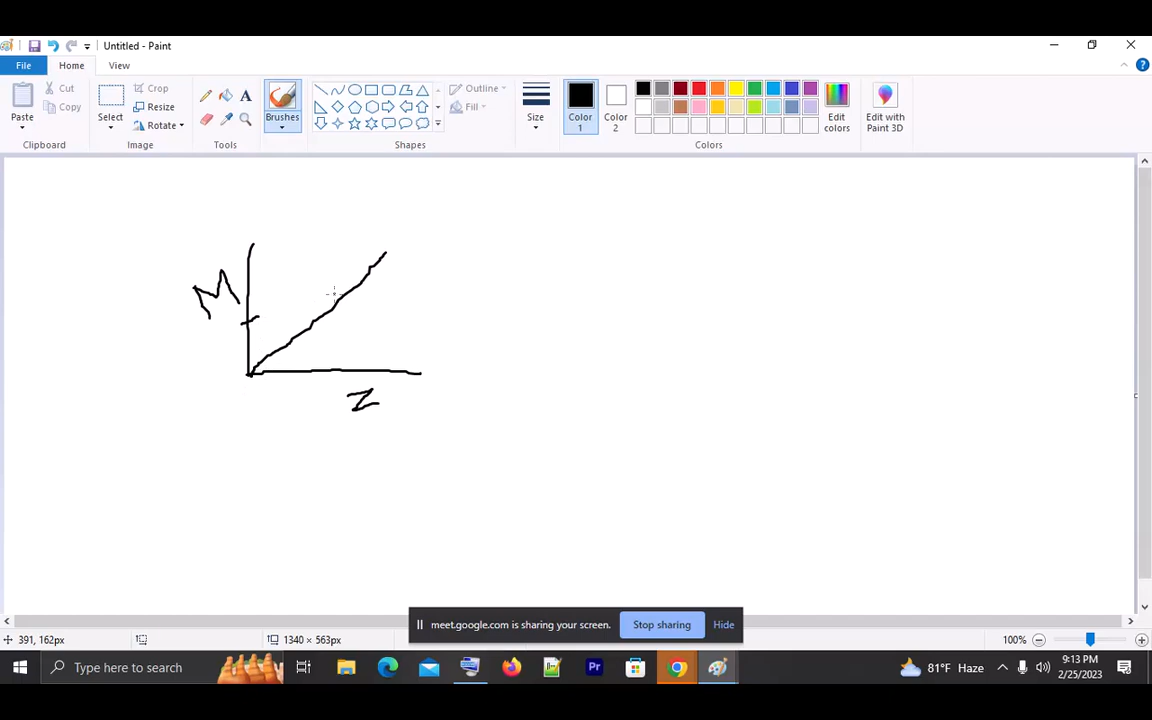 Untitled - Paint
File
Home
View
Paste
Cut
Copy
Clipboard
Select
Crop
Resize
Rotate
Image
A
Tools
Brushes
Shapes
Outline
Fill
Size
Color 1
Color 2
Edit colors
Colors
Edit with Paint 3D
M
Z
meet.google.com is sharing your screen.
Stop sharing
Hide
391, 162px
1340 × 563px
100%
Type here to search
Pr
81°F Haze
9:13 PM
2/25/2023